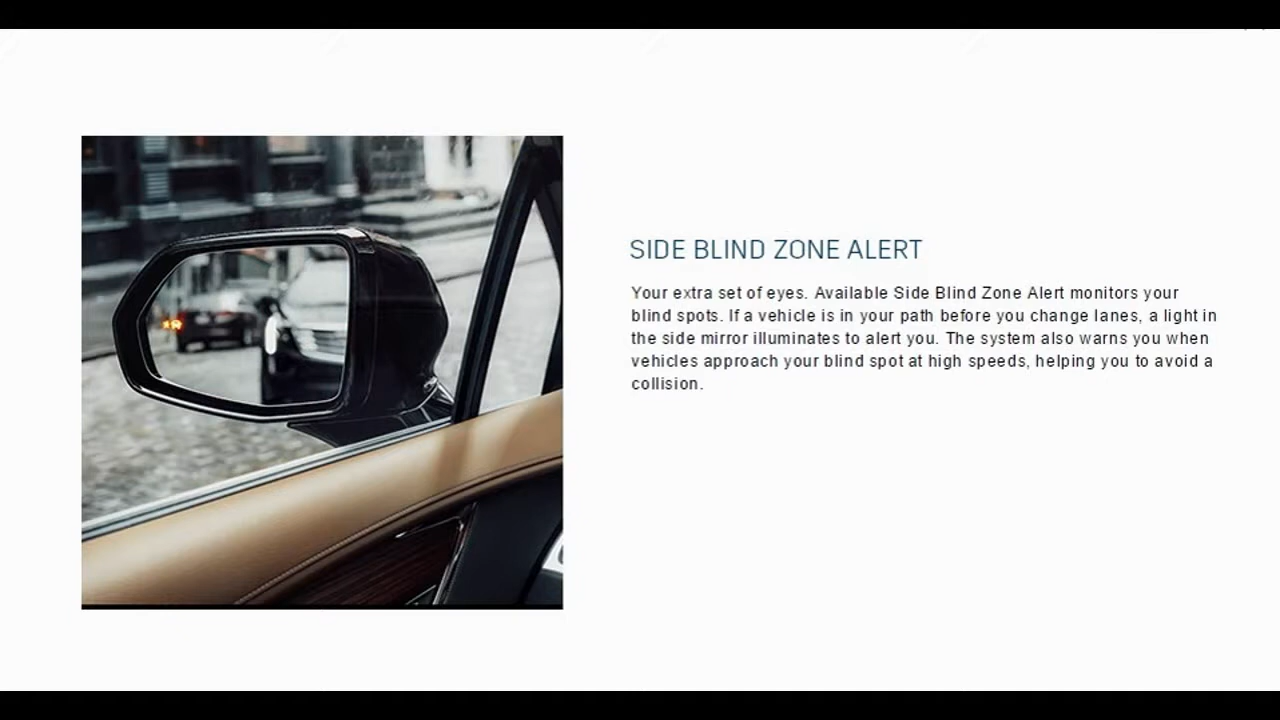 SIDE BLIND ZONE ALERT
Your extra set of eyes. Available Side Blind Zone Alert monitors your
blind spots. If a vehicle is in your path before you change lanes, a light in
the side mirror illuminates to alert you. The system also warns you when
vehicles approach your blind spot at high speeds, helping you to avoid a
collision.